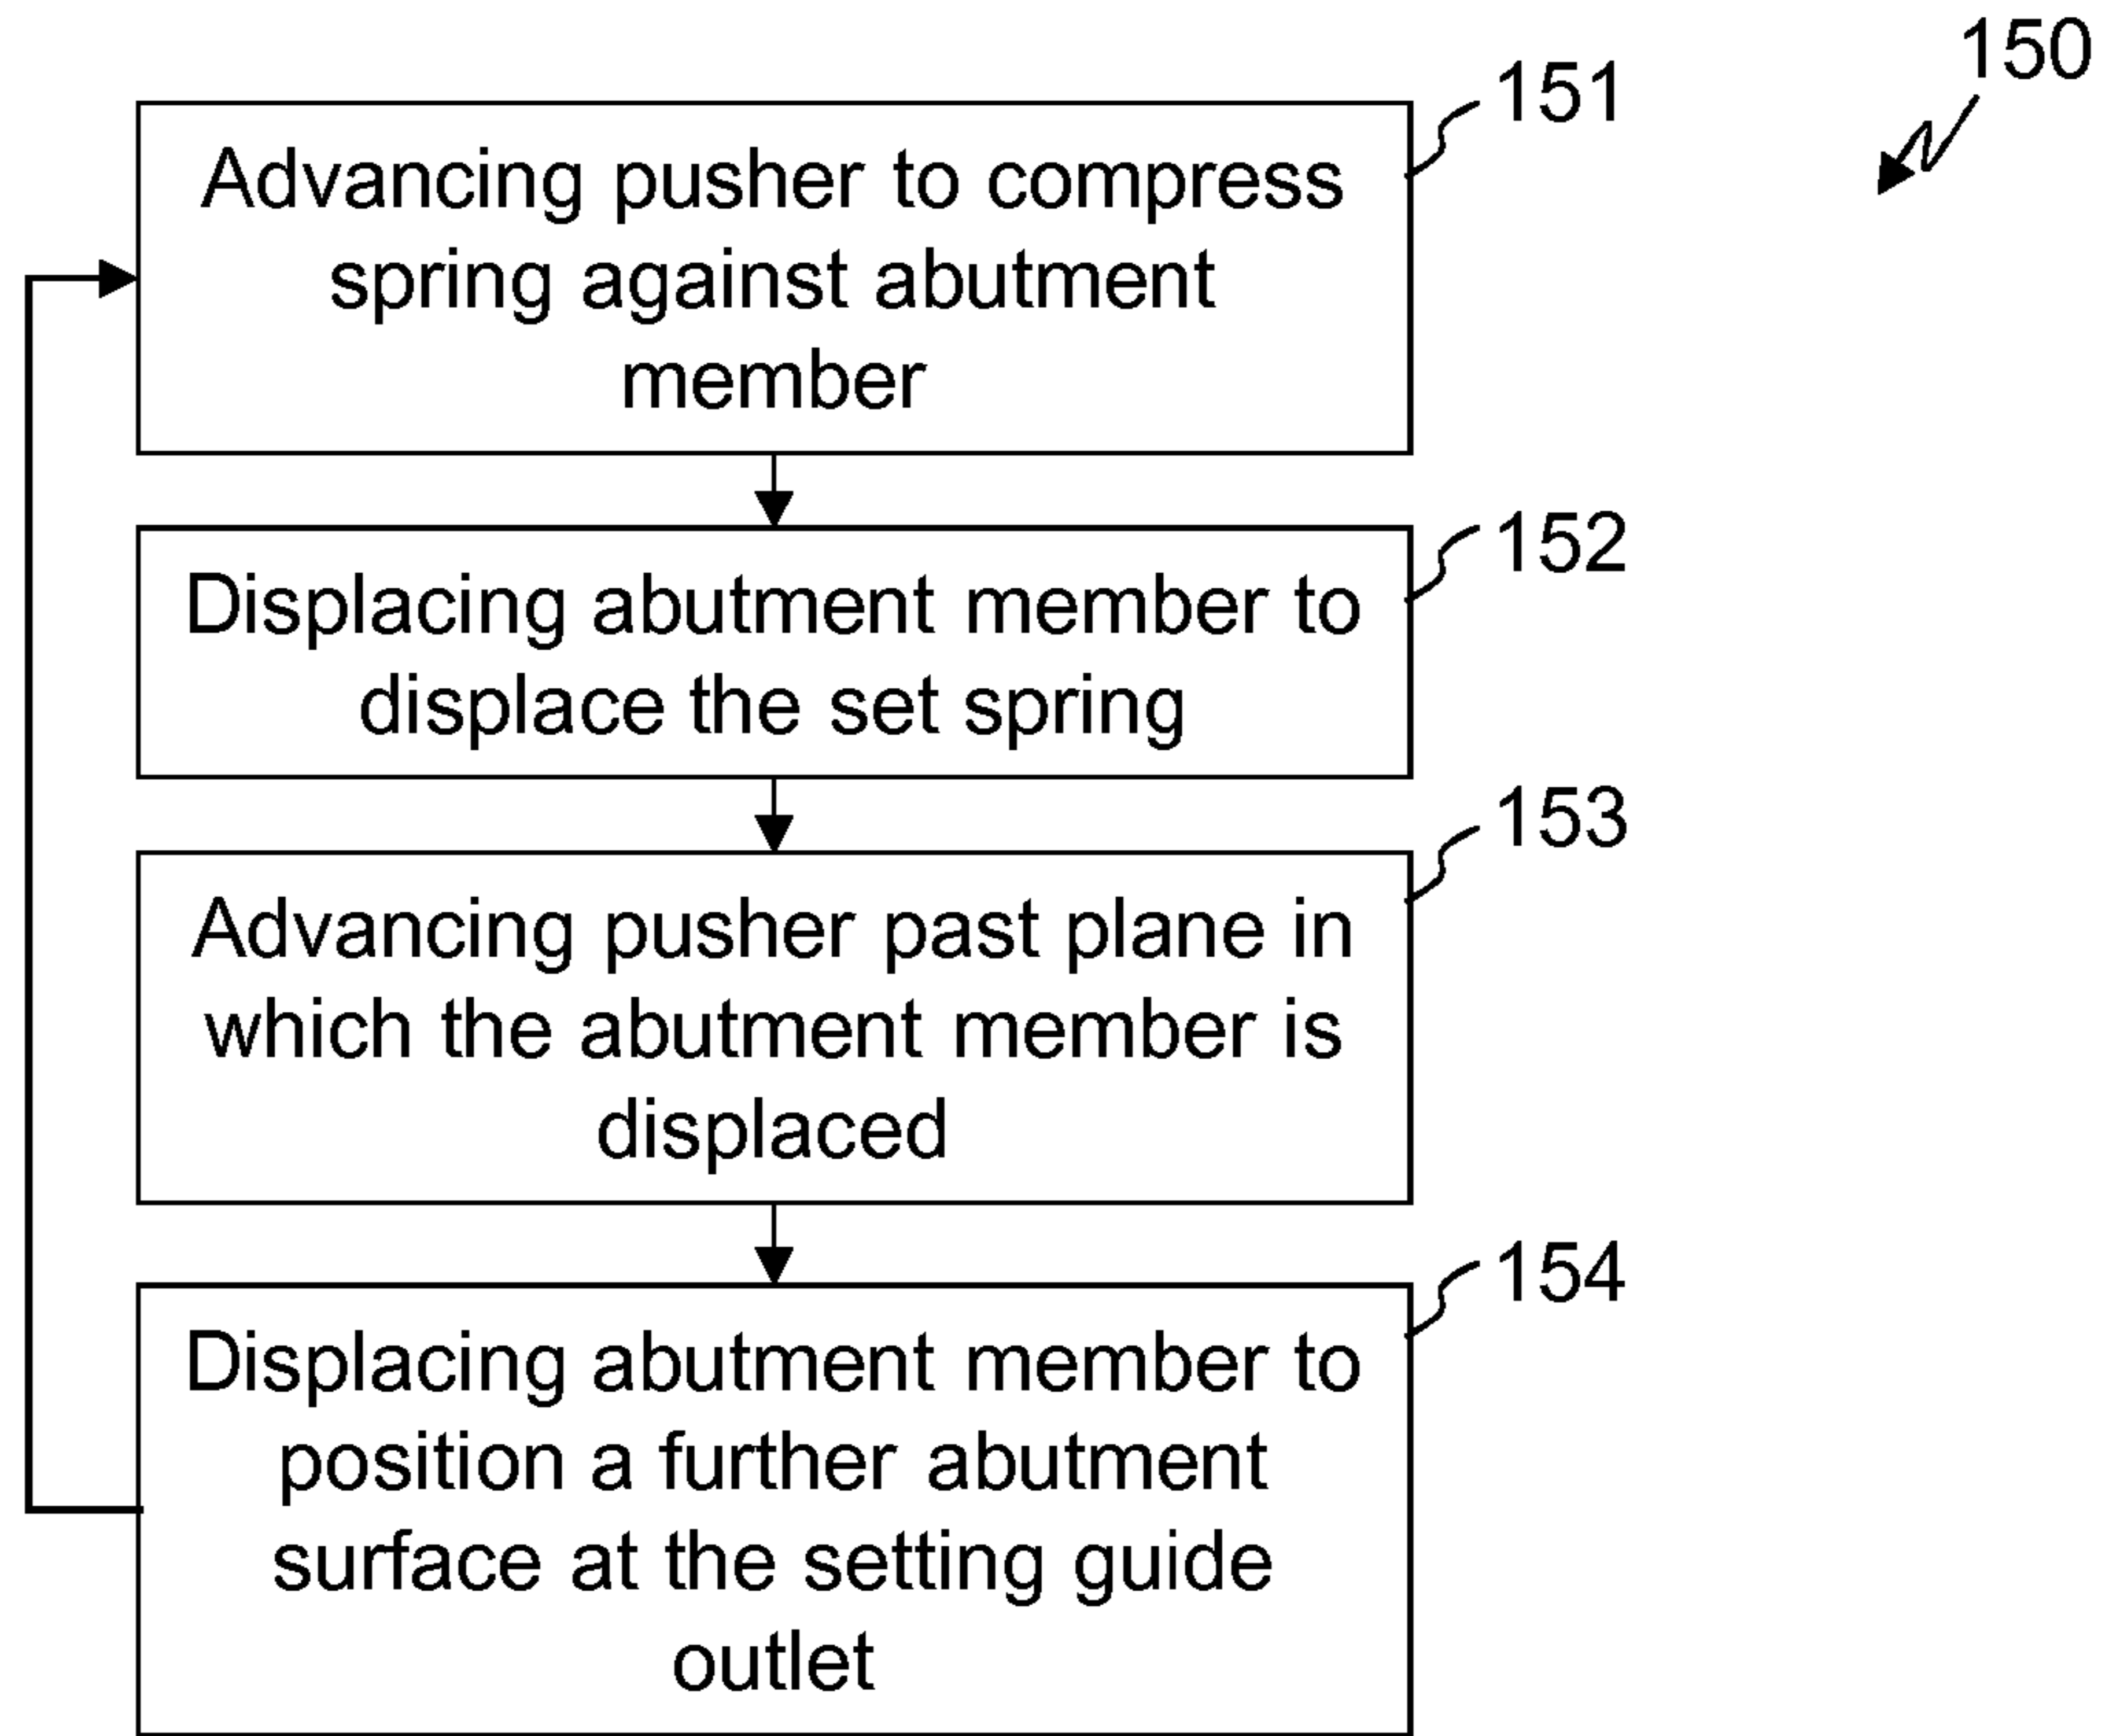 150
151
Advancing pusher to compress
spring against abutment
member
152
Displacing abutment member to
displace the set spring
153
Advancing pusher past plane in
which the abutment member is
displaced
154
Displacing abutment member to
position a further abutment
surface at the setting guide
outlet